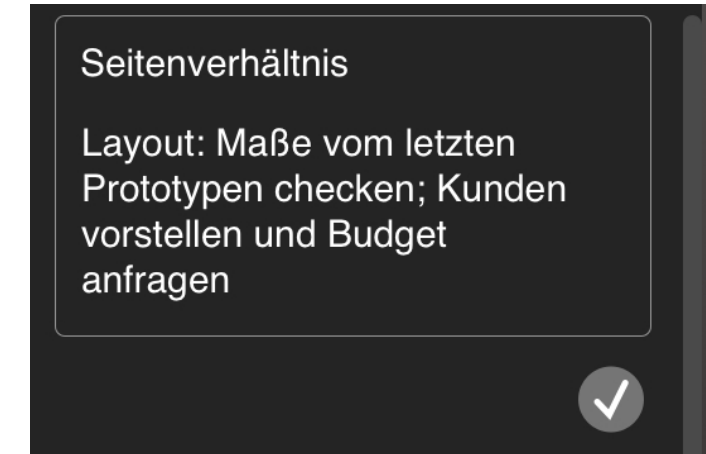 Seitenverhältnis
Layout: Maße vom letzten
Prototypen checken; Kunden
vorstellen und Budget
anfragen